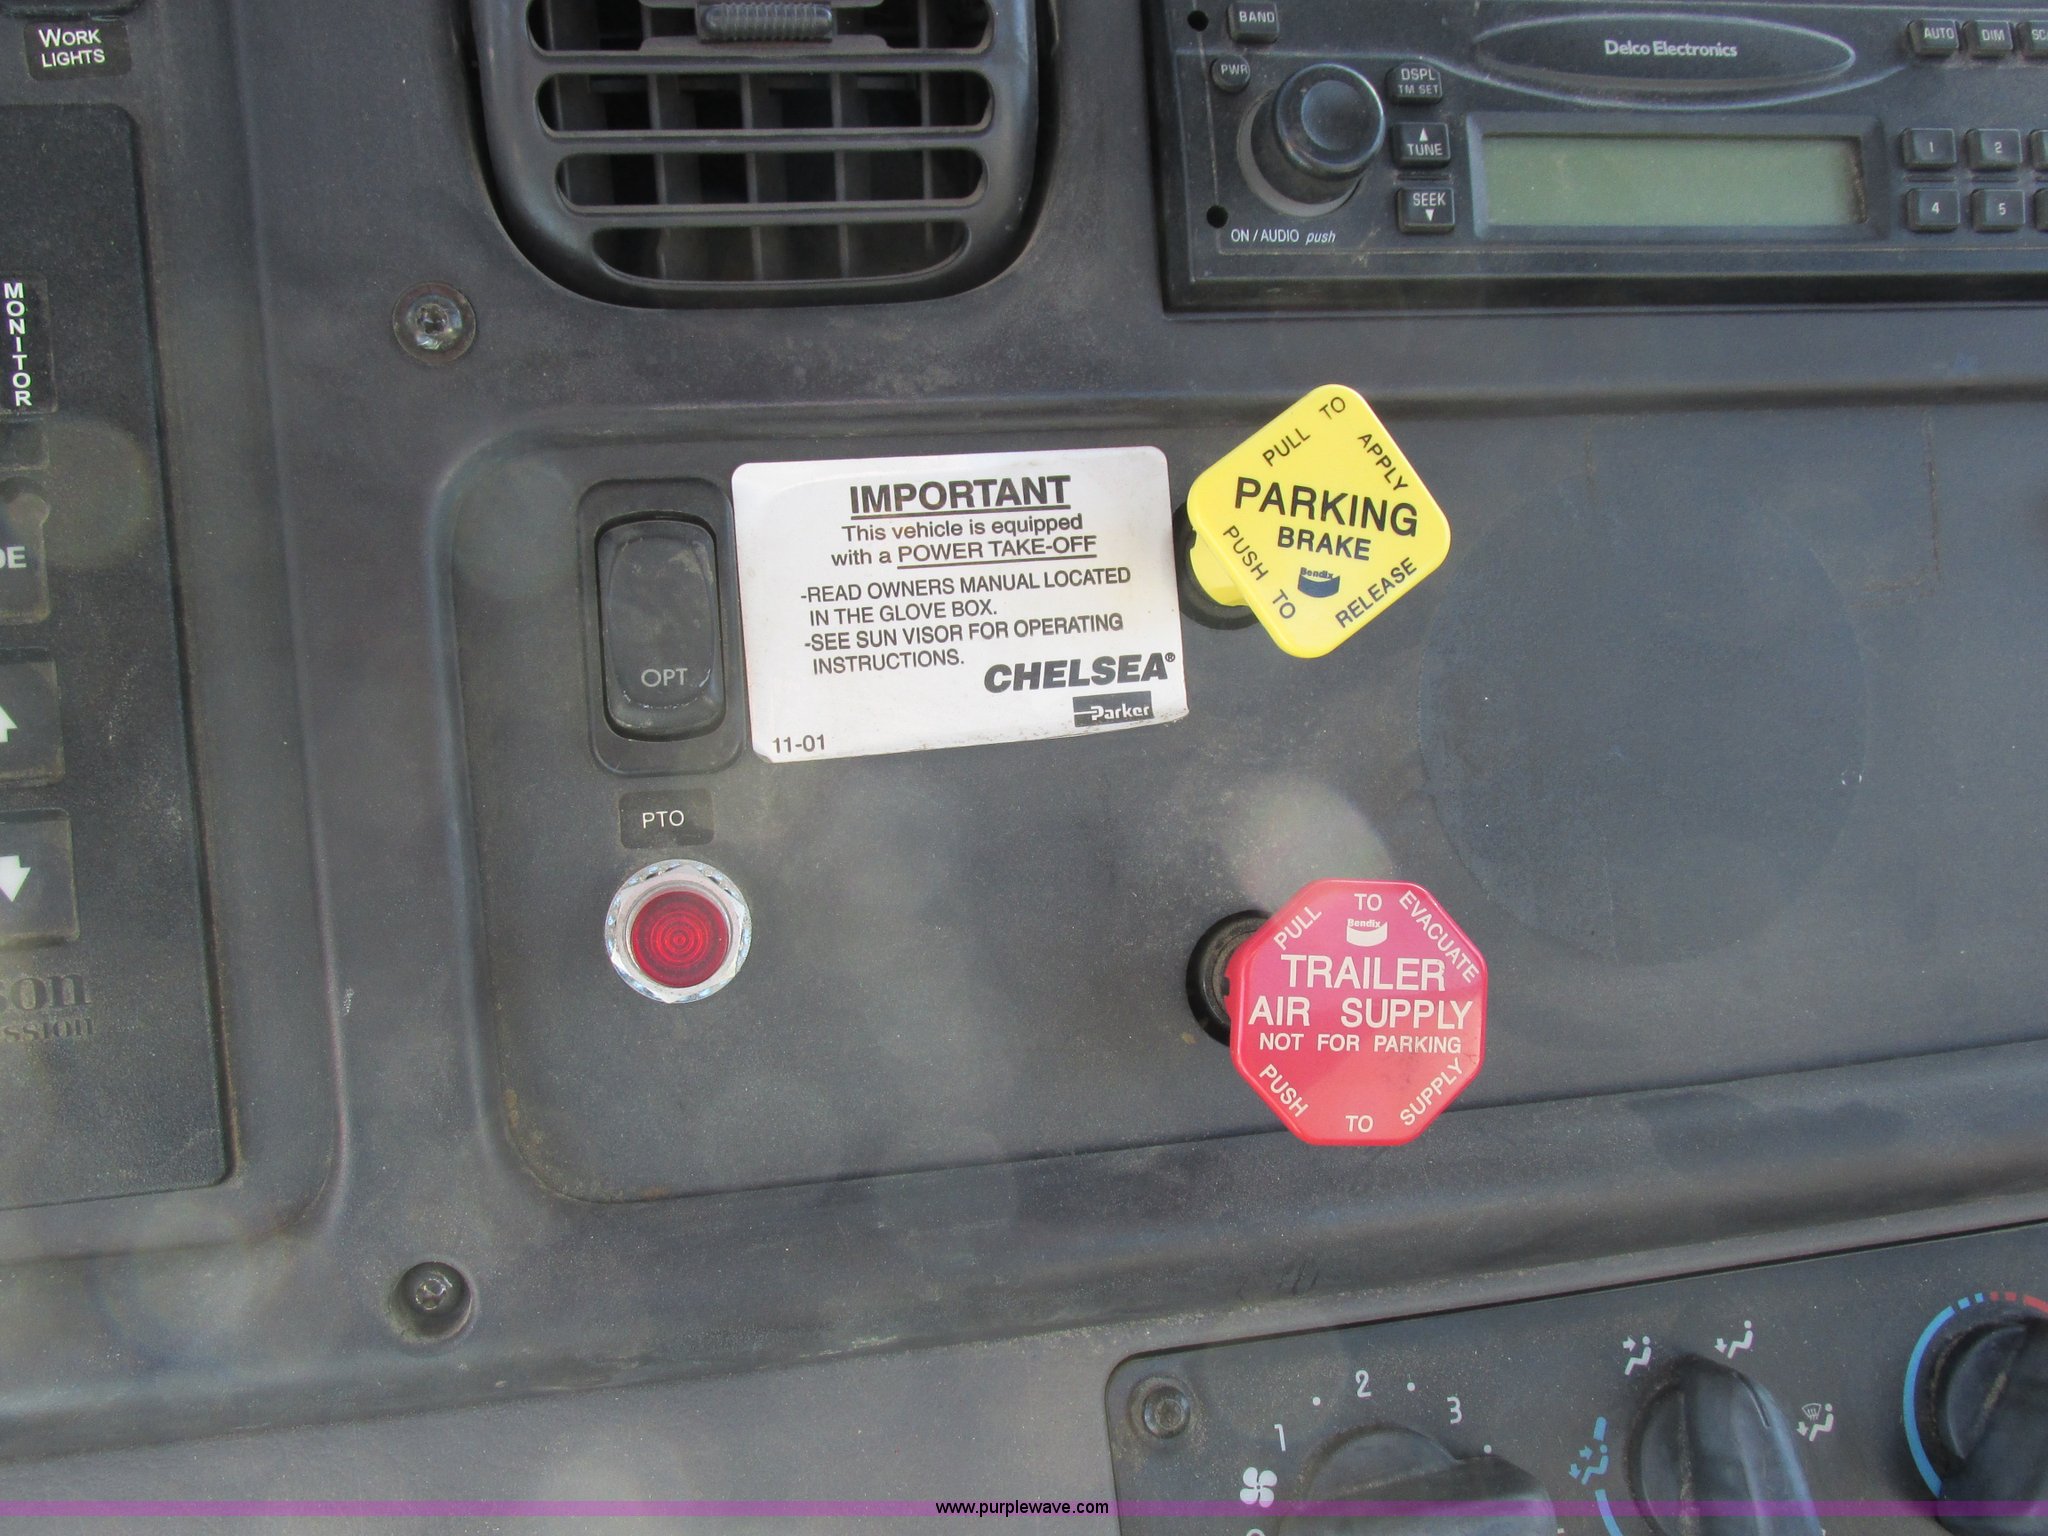 WORK
LIGHTS
MONITOR
DE
BAND
PWR
DSPL
TM SET
TUNE
SEEK
ON / AUDIO push
Delco Electronics
AUTO
DIM
1
2
4
5
OPT
PTO
IMPORTANT
This vehicle is equipped
with a POWER TAKE-OFF
-READ OWNERS MANUAL LOCATED
IN THE GLOVE BOX.
-SEE SUN VISOR FOR OPERATING
INSTRUCTIONS.
CHELSEA®
Parker
11-01
PULL TO APPLY
PARKING
BRAKE
Bendix
PUSH TO RELEASE
PULL TO EVACUATE
Bendix
TRAILER
AIR SUPPLY
NOT FOR PARKING
PUSH TO SUPPLY
1
2
3
www.purplewave.com